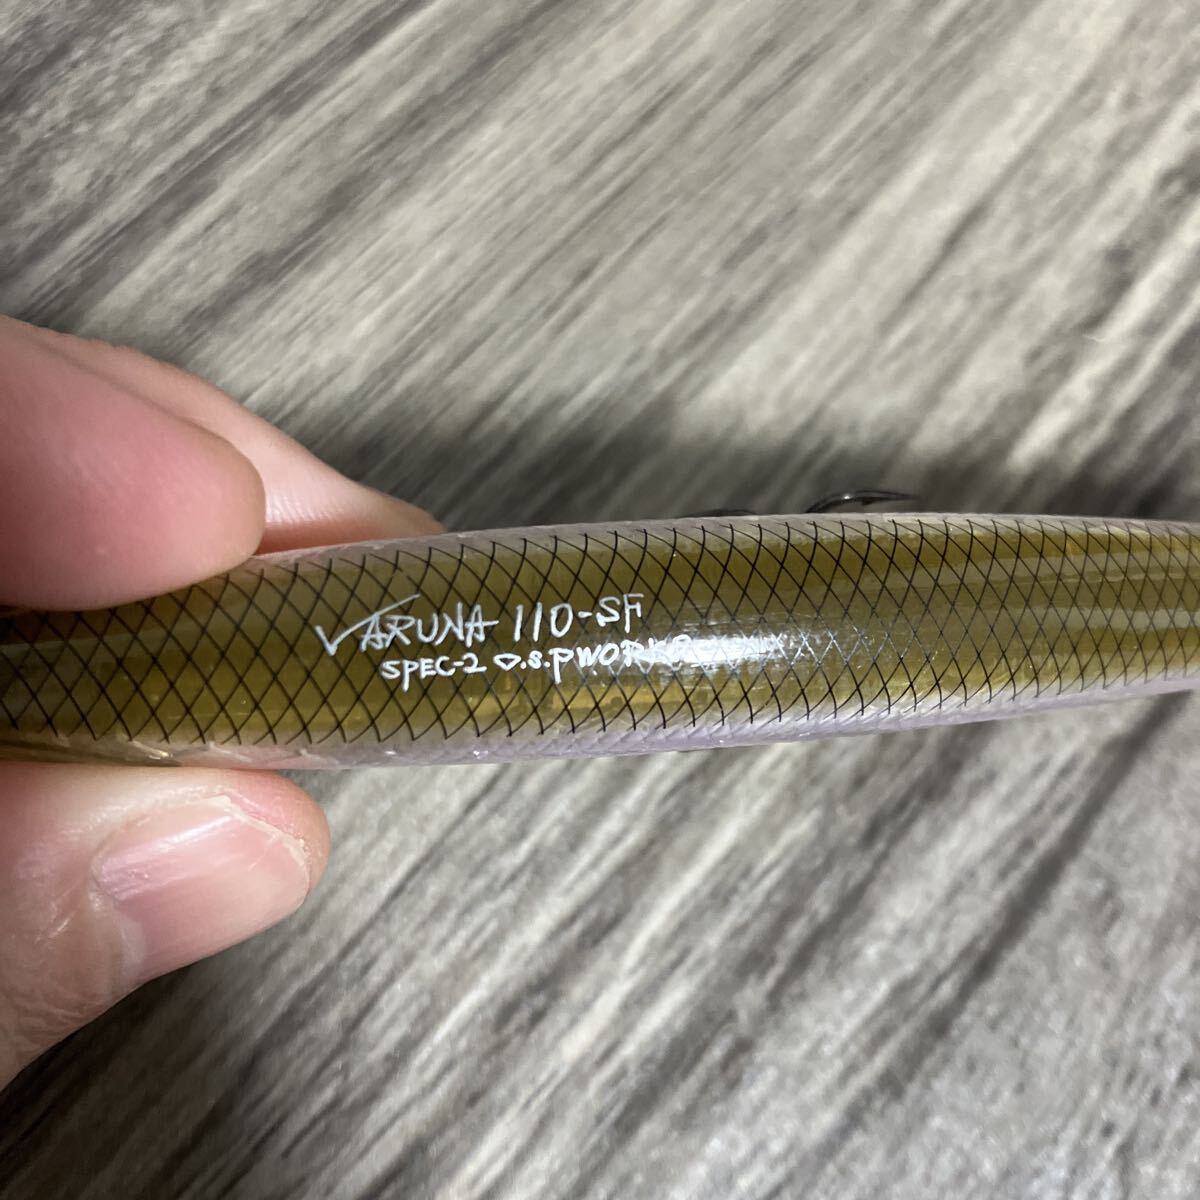 VARUNA 110-SF
SPEC-2 O.S.P WORKS